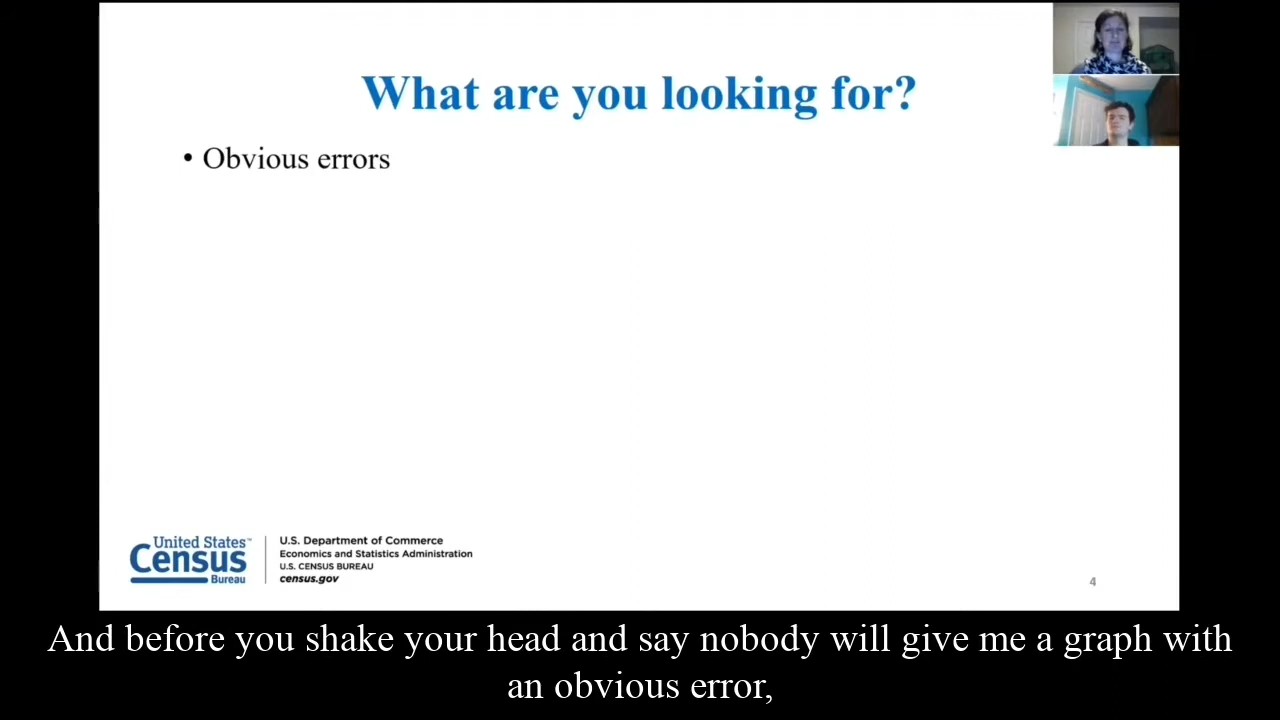 What are you looking for?
• Obvious errors
United States™
Census
Bureau
U.S. Department of Commerce
Economics and Statistics Administration
U.S. CENSUS BUREAU
census.gov
4
And before you shake your head and say nobody will give me a graph with
an obvious error,